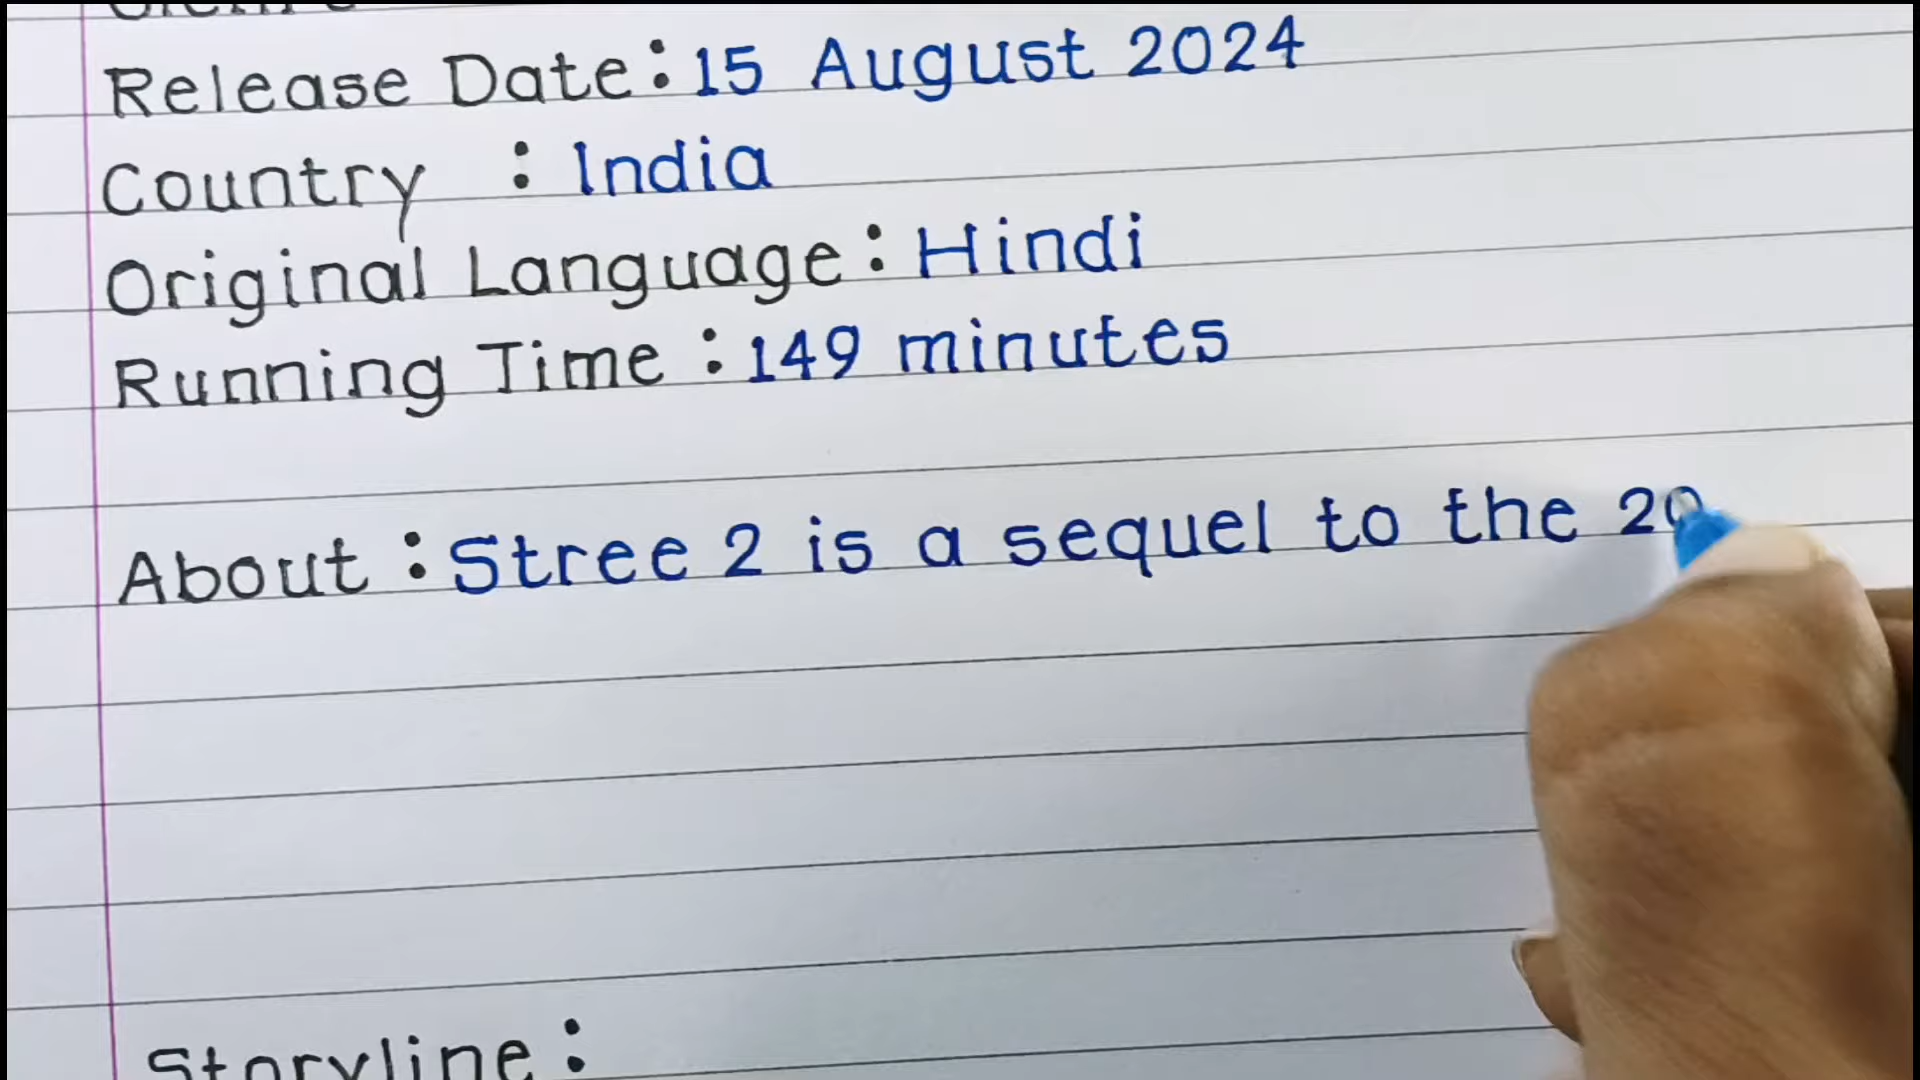 Release Date: 15 August 2024
Country : India
Original Language: Hindi
Running Time : 149 minutes
About : Stree 2 is a sequel to the 20
Storyline :